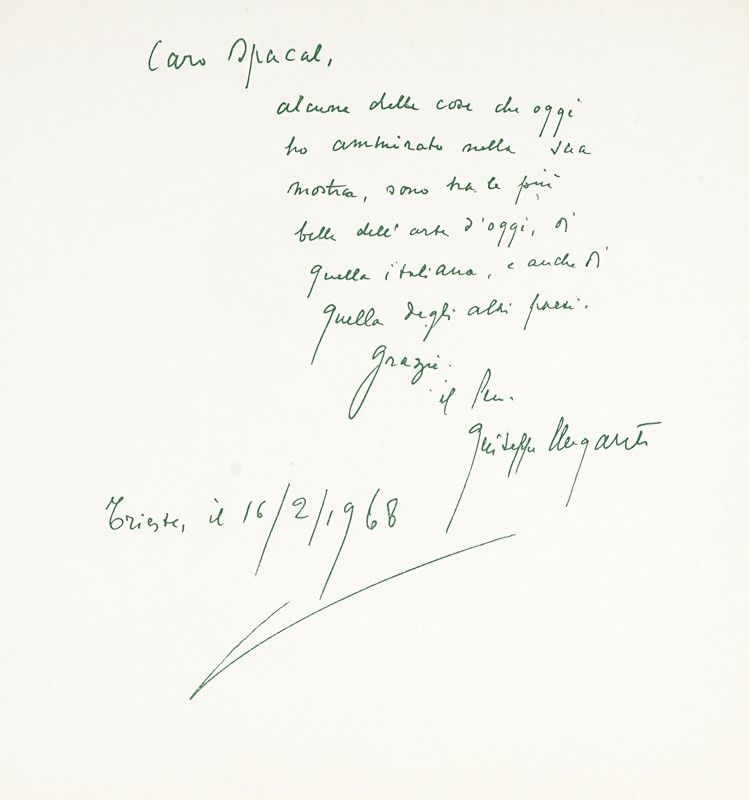 Caro Spacal,
alcune delle cose che oggi
ho ammirato nella sua
mostra, sono tra le più
belle dell'arte d'oggi, di
quella italiana, e anche di
quella degli altri paesi.
Grazie.
il
Giuseppe Ungaretti
Trieste, il 16/2/1968